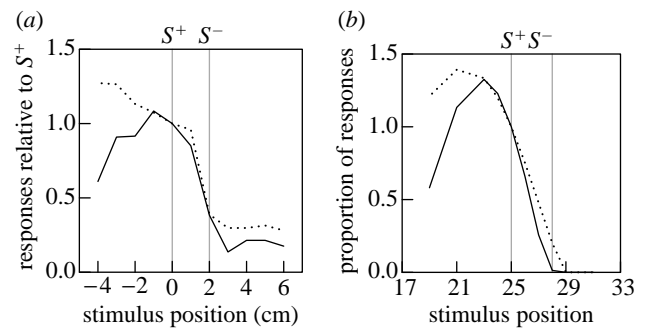 (a)
S+ S−
responses relative to S+
1.5
1.0
0.5
0.0
−4 −2 0 2 4 6
stimulus position (cm)
(b)
S+ S−
proportion of responses
1.5
1.0
0.5
0.0
17 21 25 29 33
stimulus position